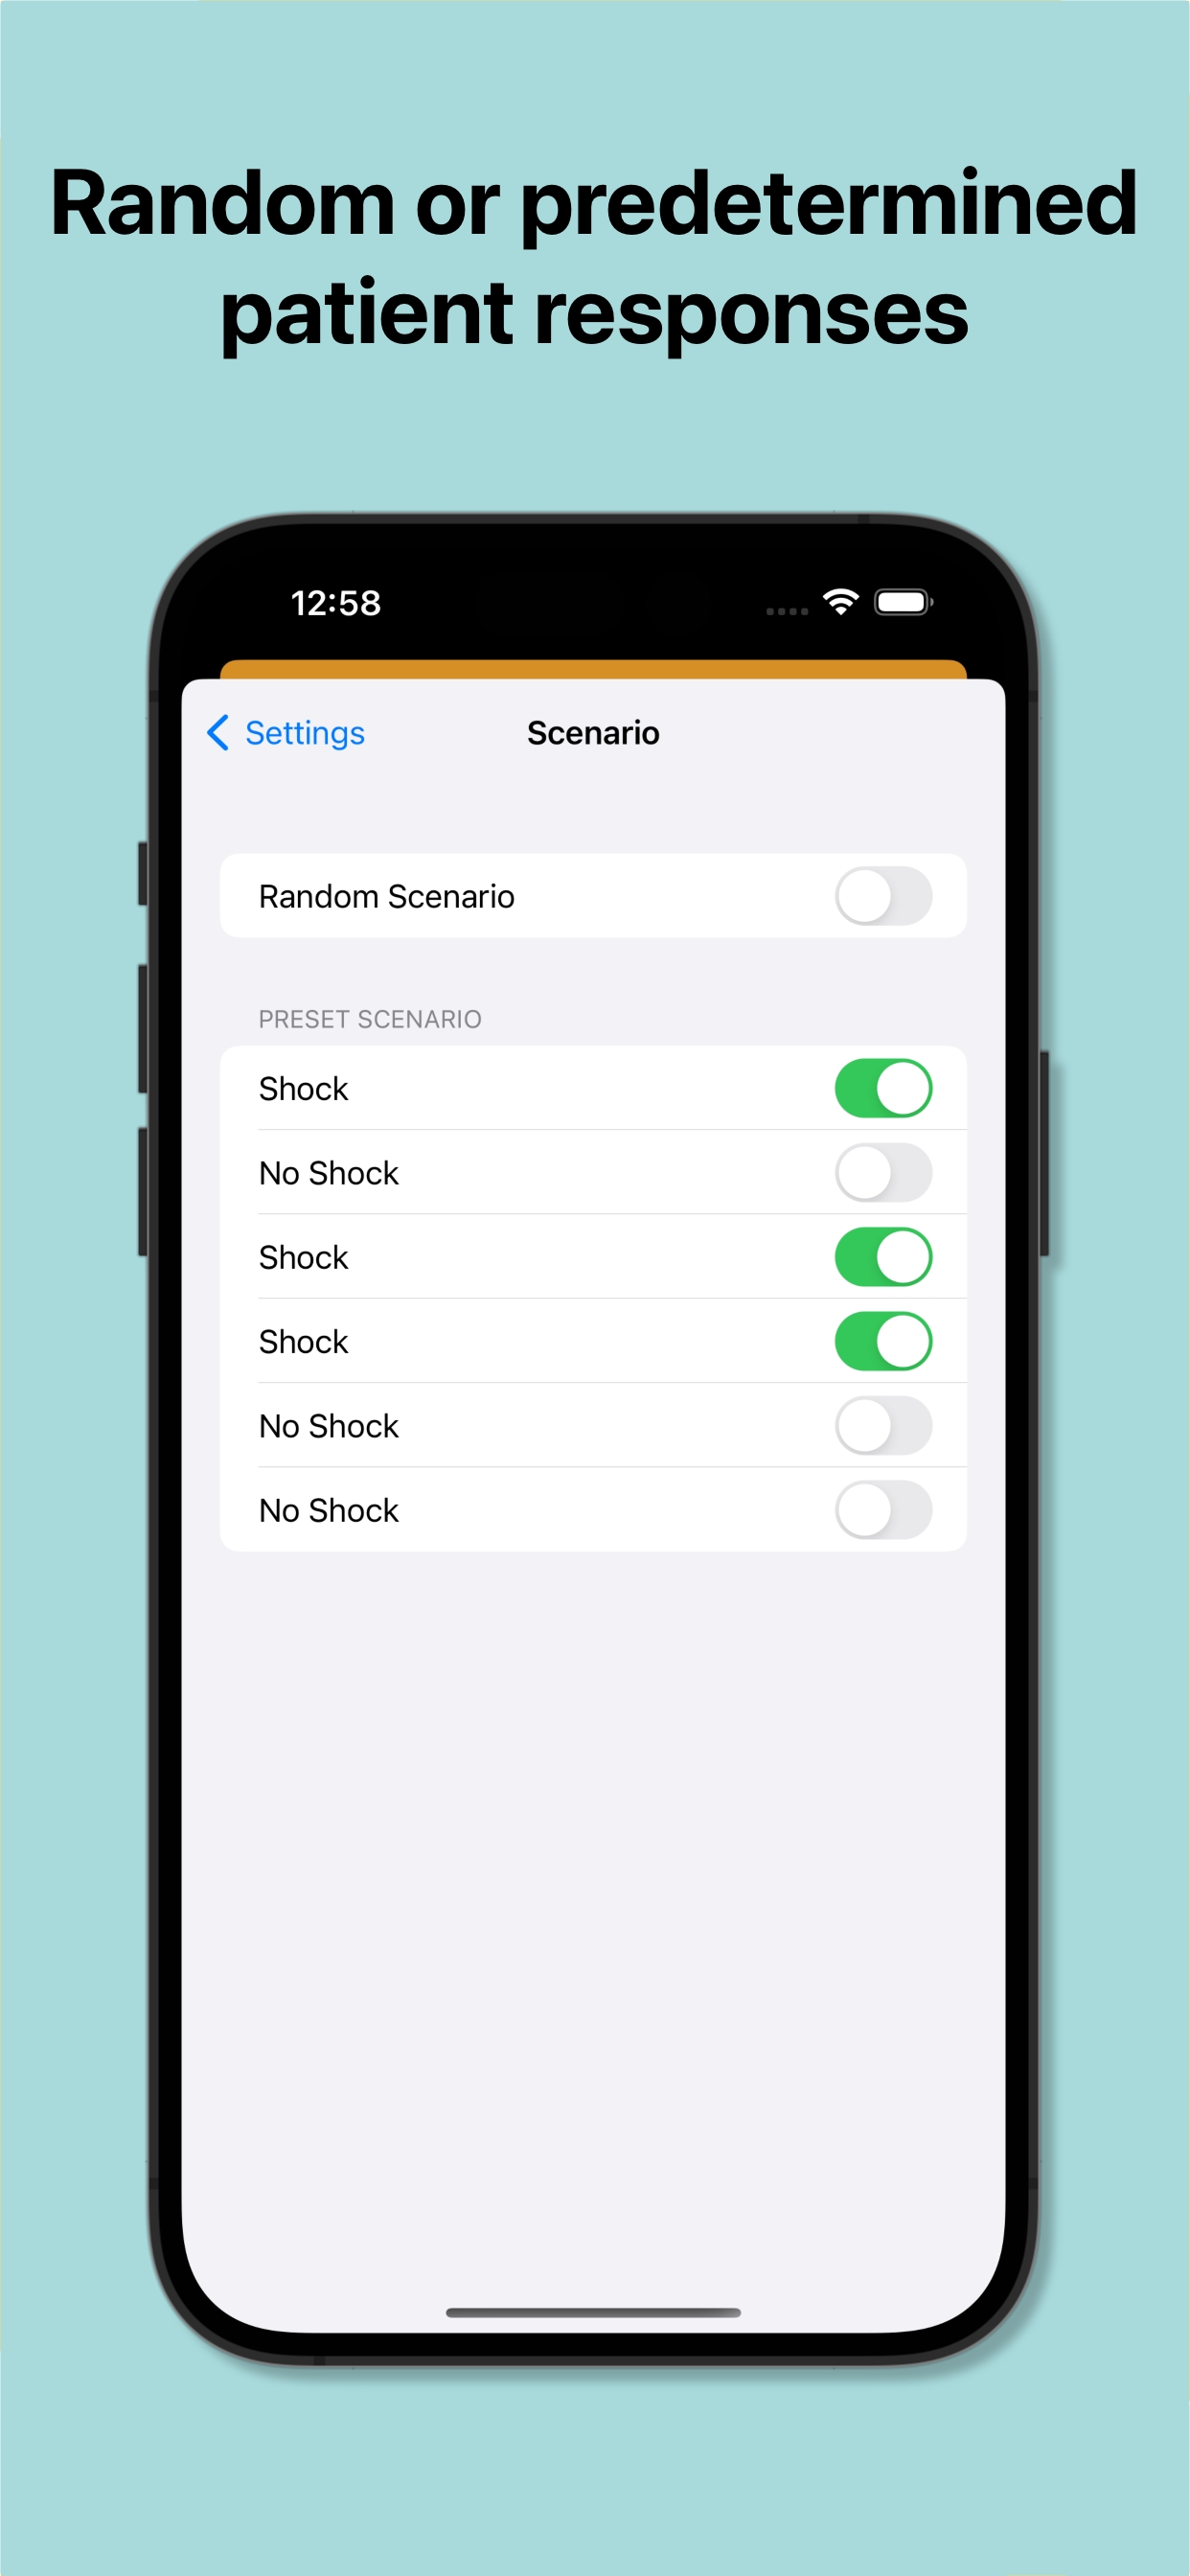 Random or predetermined
patient responses
12:58
Settings
Scenario
Random Scenario
PRESET SCENARIO
Shock
No Shock
Shock
Shock
No Shock
No Shock